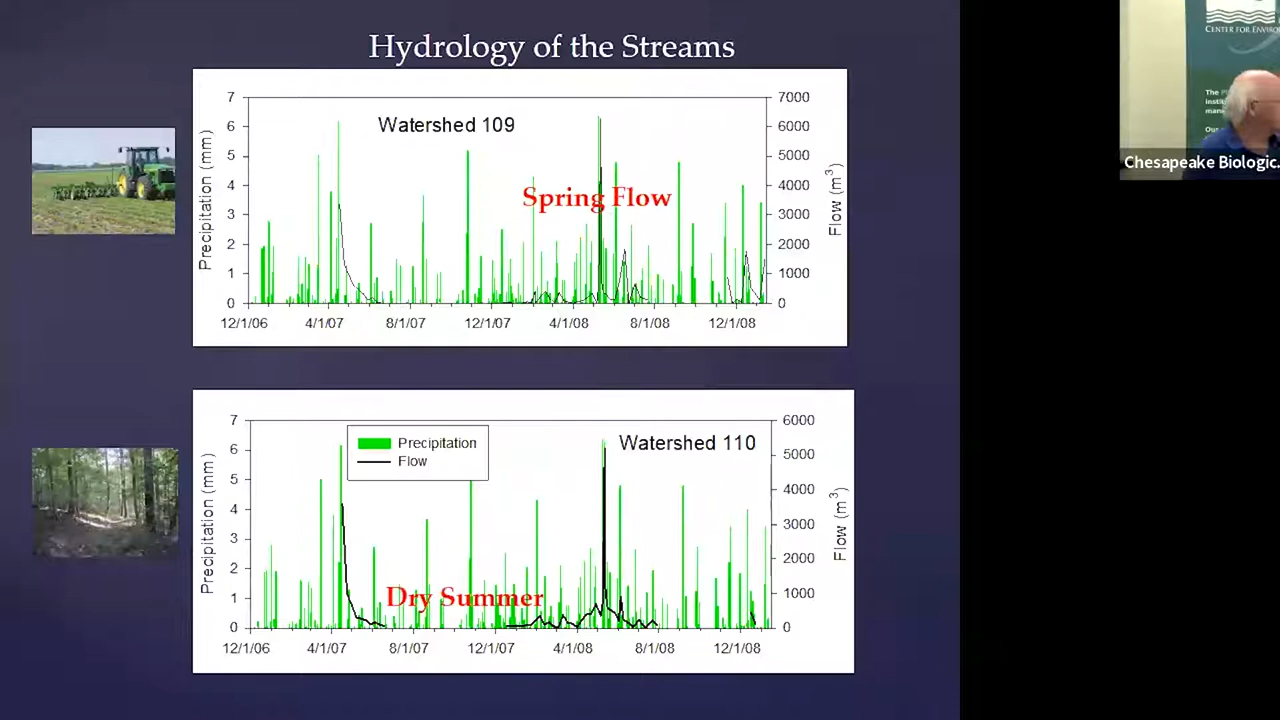 Hydrology of the Streams
Watershed 109
Spring Flow
Precipitation (mm)
7
6
5
4
3
2
1
0
7000
6000
5000
4000
3000
2000
1000
0
Flow (m3)
12/1/06 4/1/07 8/1/07 12/1/07 4/1/08 8/1/08 12/1/08
Precipitation
Flow
Watershed 110
Dry Summer
Precipitation (mm)
7
6
5
4
3
2
1
0
6000
5000
4000
3000
2000
1000
0
Flow (m3)
12/1/06 4/1/07 8/1/07 12/1/07 4/1/08 8/1/08 12/1/08
The
Our
Chesapeake Biologic...